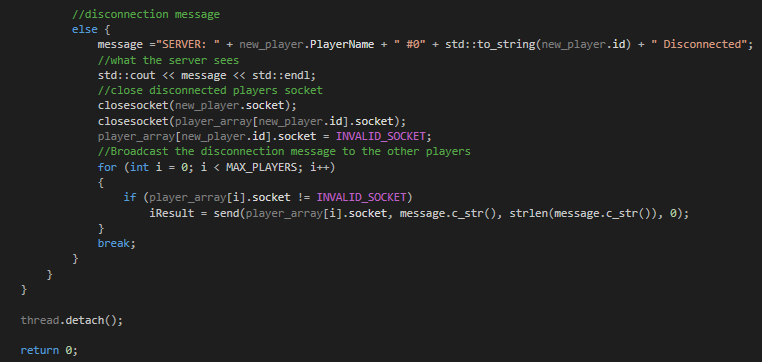 //disconnection message
else {
message ="SERVER: " + new_player.PlayerName + " #0" + std::to_string(new_player.id) + " Disconnected";
//what the server sees
std::cout << message << std::endl;
//close disconnected players socket
closesocket(new_player.socket);
closesocket(player_array[new_player.id].socket);
player_array[new_player.id].socket = INVALID_SOCKET;
//Broadcast the disconnection message to the other players
for (int i = 0; i < MAX_PLAYERS; i++)
{
if (player_array[i].socket != INVALID_SOCKET)
iResult = send(player_array[i].socket, message.c_str(), strlen(message.c_str()), 0);
}
break;
}
}
}
thread.detach();
return 0;